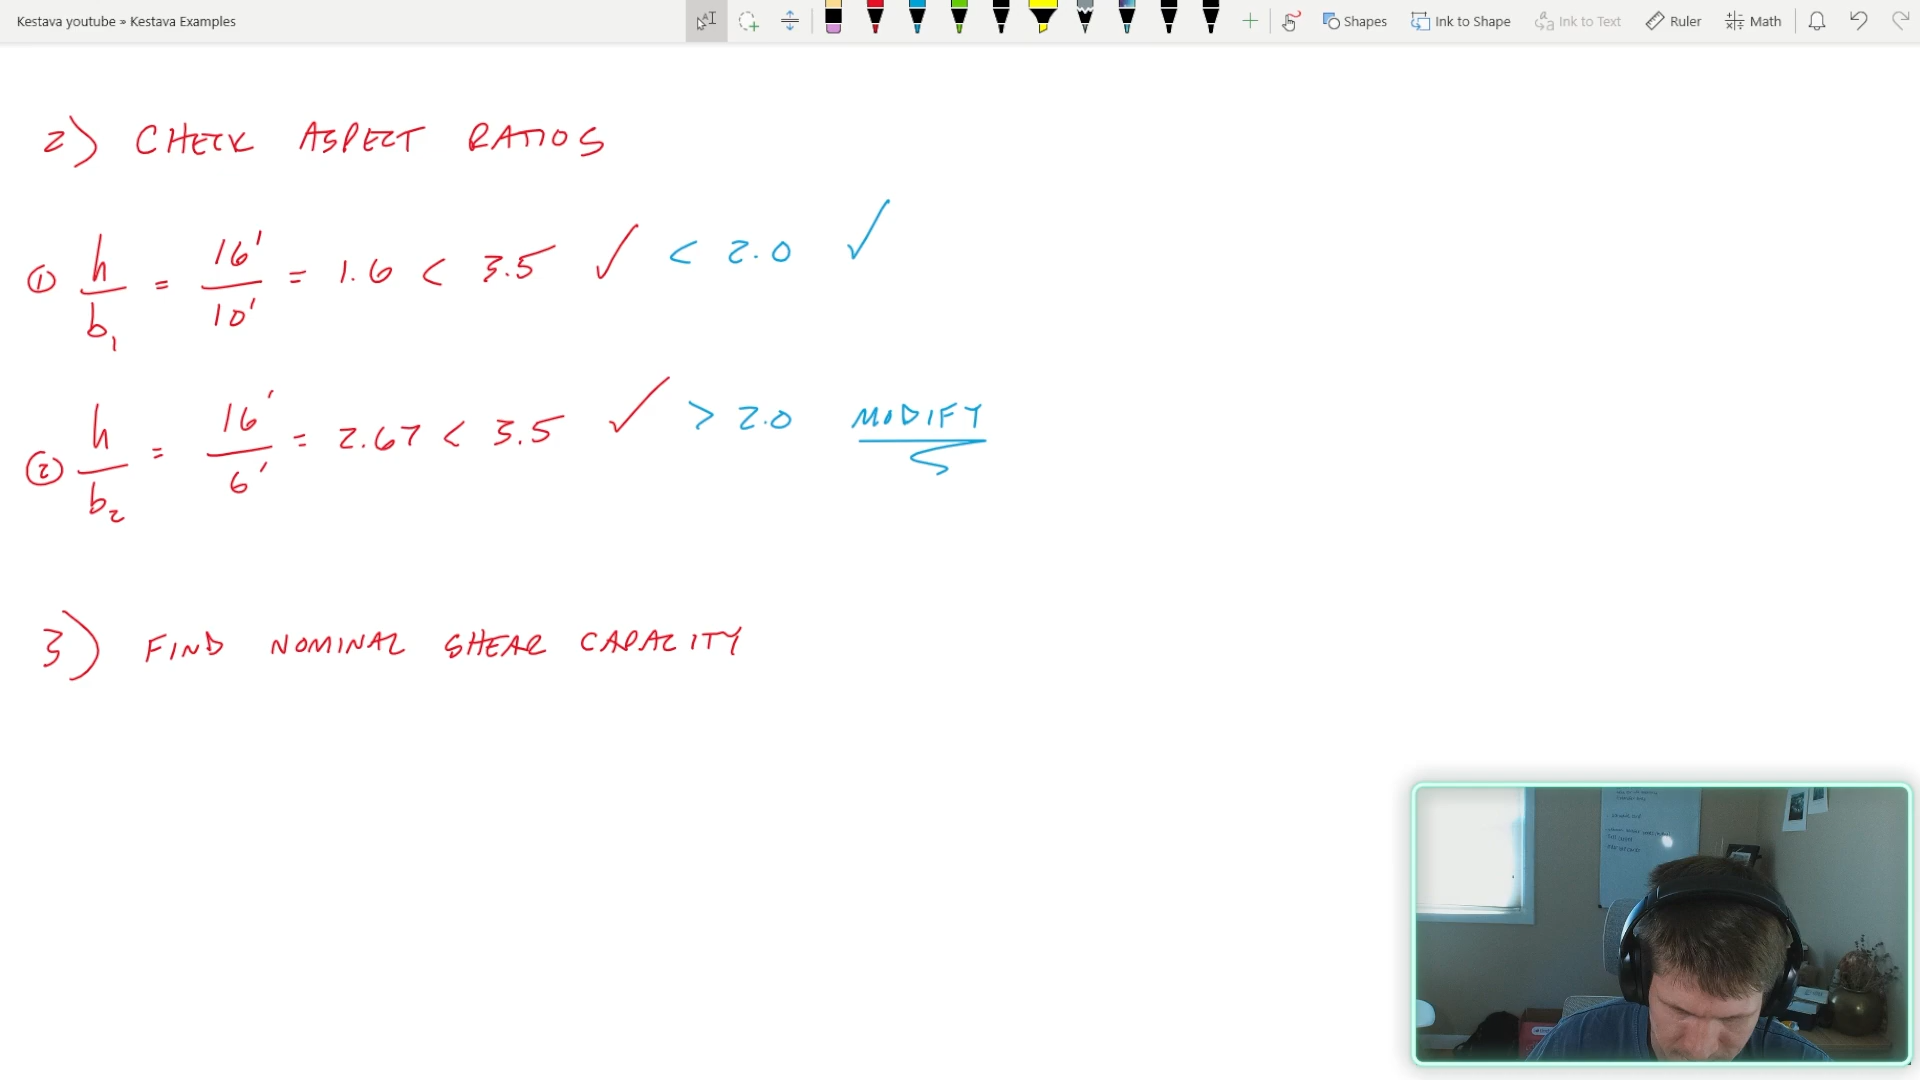 Kestava youtube » Kestava Examples
Shapes
Ink to Shape
Ink to Text
Ruler
Math
2) CHECK ASPECT RATIOS
① h/b₁ = 16'/10' = 1.6 < 3.5 ✓ < 2.0 ✓
② h/b₂ = 16'/6' = 2.67 < 3.5 ✓ > 2.0 MODIFY
3) FIND NOMINAL SHEAR CAPACITY